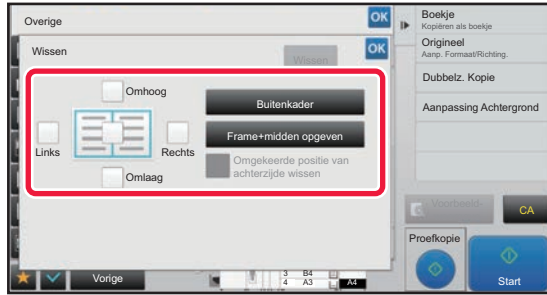 Overige
OK
Wissen
Wissen
OK
Omhoog
Links
Rechts
Omlaag
Buitenkader
Frame+midden opgeven
Omgekeerde positie van
achterzijde wissen
Vorige
3 B4
4 A3
A4
Boekje
Kopiëren als boekje
Origineel
Aanp. Formaat/Richting.
Dubbelz. Kopie
Aanpassing Achtergrond
Voorbeeld-
CA
Proefkopie
Start